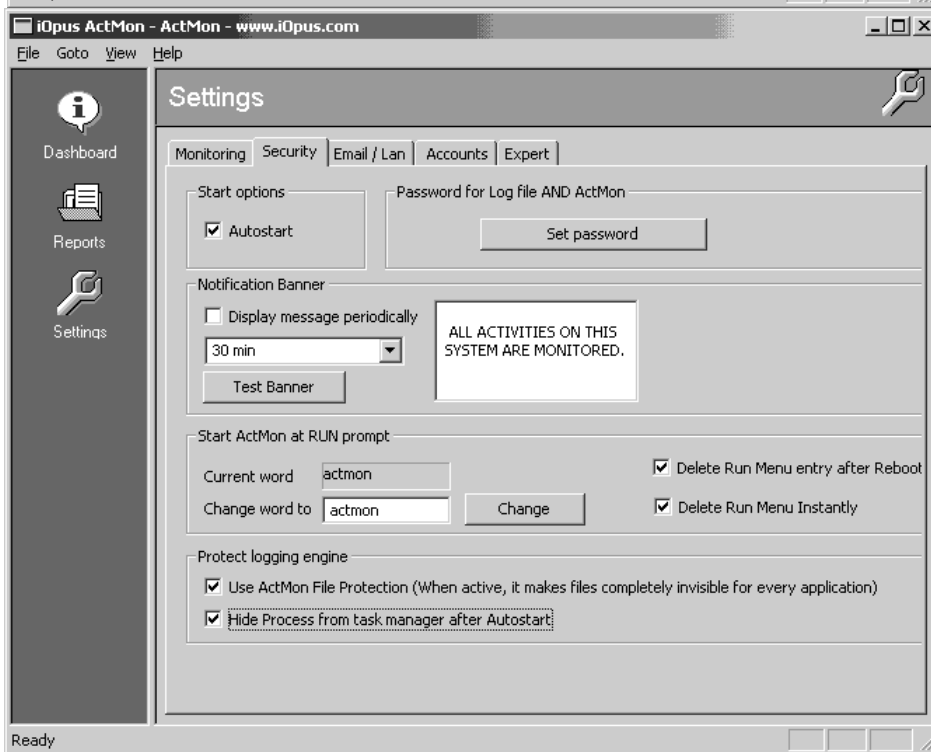 iOpus ActMon - ActMon - www.iOpus.com
File Goto View Help
Settings
Dashboard
Reports
Settings
Monitoring Security Email / Lan Accounts Expert
Start options
Autostart
Password for Log file AND ActMon
Set password
Notification Banner
Display message periodically
30 min
Test Banner
ALL ACTIVITIES ON THIS
SYSTEM ARE MONITORED.
Start ActMon at RUN prompt
Current word actmon
Change word to actmon Change
Delete Run Menu entry after Reboot
Delete Run Menu Instantly
Protect logging engine
Use ActMon File Protection (When active, it makes files completely invisible for every application)
Hide Process from task manager after Autostart
Ready